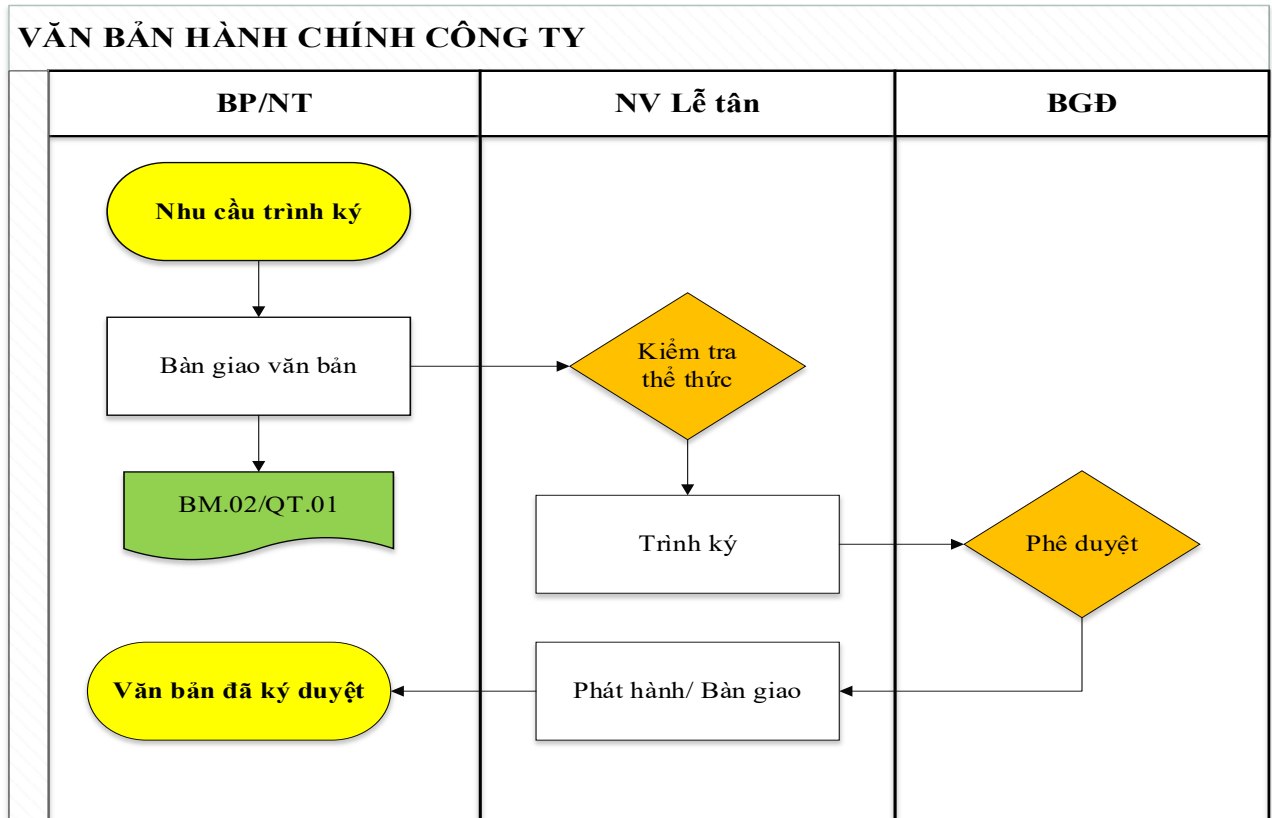 VĂN BẢN HÀNH CHÍNH CÔNG TY
BP/NT
NV Lễ tân
BGĐ
Nhu cầu trình ký
Bàn giao văn bản
Kiểm tra
thể thức
BM.02/QT.01
Trình ký
Phê duyệt
Văn bản đã ký duyệt
Phát hành/ Bàn giao